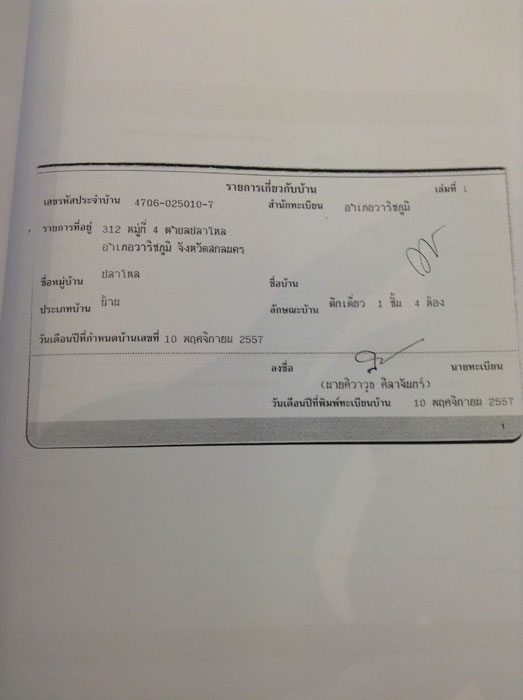 รายการเกี่ยวกับบ้าน เล่มที่ 1
เลขรหัสประจำบ้าน 4706-025010-7 สำนักทะเบียน อำเภอวาริชภูมิ
รายการที่อยู่ 312 หมู่ที่ 4 ตำบลปลาโหล
อำเภอวาริชภูมิ จังหวัดสกลนคร
ชื่อหมู่บ้าน ปลาโหล ชื่อบ้าน
ประเภทบ้าน บ้าน ลักษณะบ้าน ตึกเดี่ยว 1 ชั้น 4 ห้อง
วันเดือนปีที่กำหนดบ้านเลขที่ 10 พฤศจิกายน 2557
ลงชื่อ นายทะเบียน
(นายศิวาวุธ ศิลาจันทร์)
วันเดือนปีที่พิมพ์ทะเบียนบ้าน 10 พฤศจิกายน 2557
1